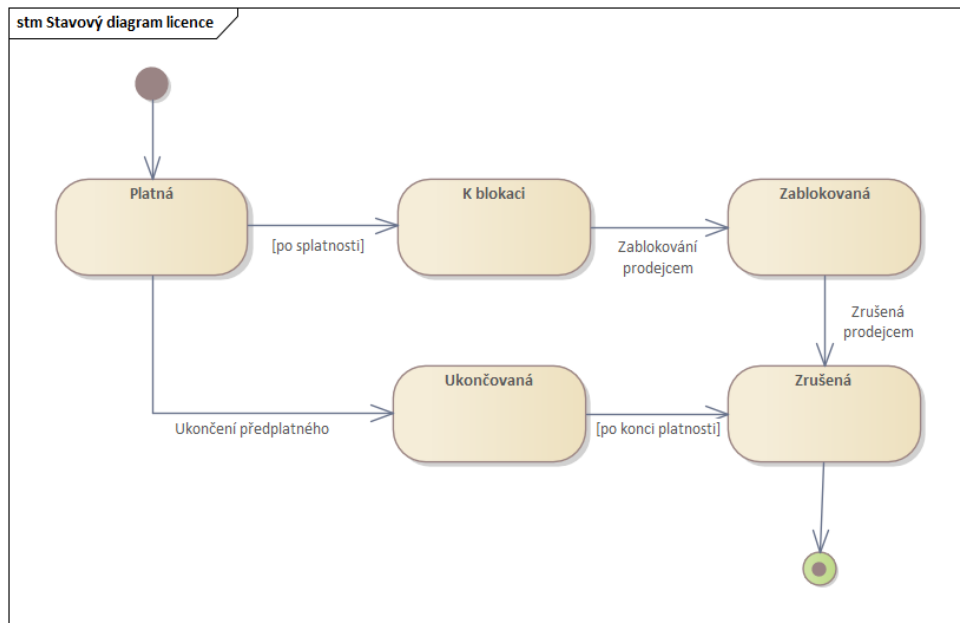 stm Stavový diagram licence
Platná
K blokaci
Zablokovaná
[po splatnosti]
Zablokování
prodejcem
Zrušená
prodejcem
Ukončovaná
Zrušená
Ukončení předplatného
[po konci platnosti]